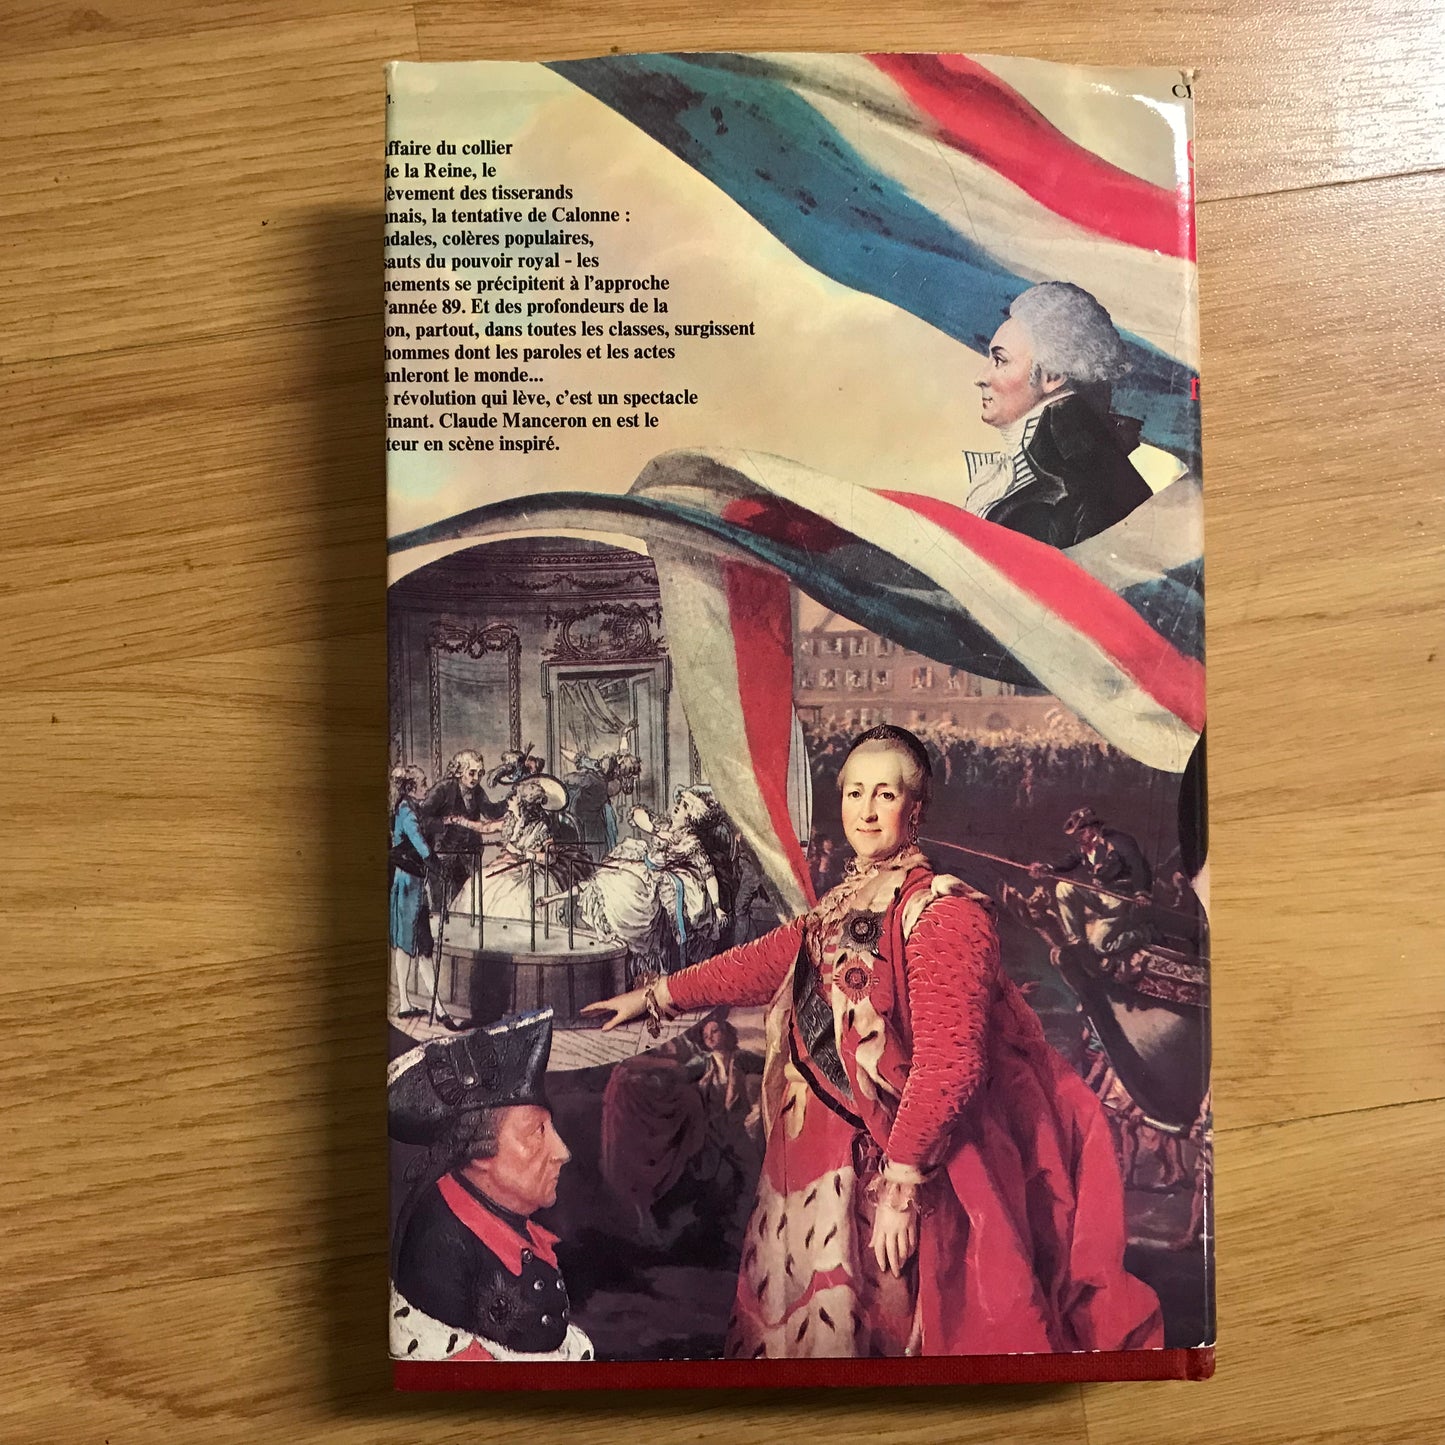 1.
ffaire du collier
de la Reine, le
lèvement des tisserands
nnais, la tentative de Calonne :
ndales, colères populaires,
sauts du pouvoir royal - les
nements se précipitent à l'approche
l'année 89. Et des profondeurs de la
ion, partout, dans toutes les classes, surgissent
hommes dont les paroles et les actes
anleront le monde...
e révolution qui lève, c'est un spectacle
inant. Claude Manceron en est le
teur en scène inspiré.